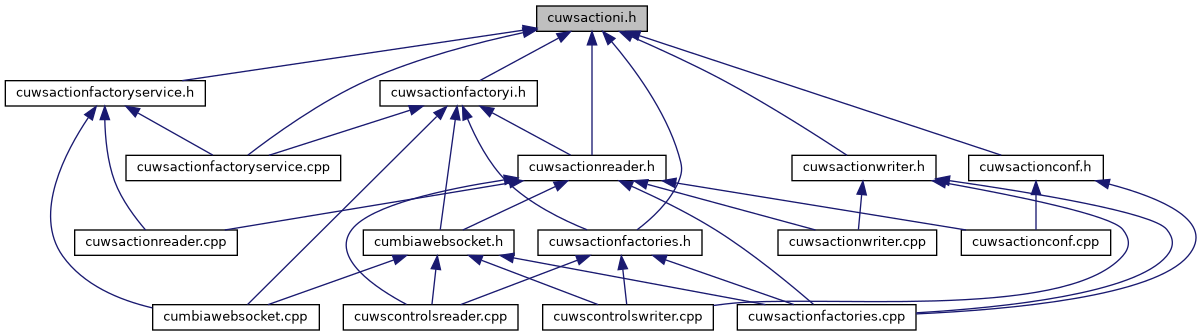 cuwsactioni.h
cuwsactionfactoryservice.h
cuwsactionfactoryi.h
cuwsactionfactoryservice.cpp
cuwsactionreader.h
cuwsactionwriter.h
cuwsactionconf.h
cuwsactionreader.cpp
cumbiawebsocket.h
cuwsactionfactories.h
cuwsactionwriter.cpp
cuwsactionconf.cpp
cumbiawebsocket.cpp
cuwscontrolsreader.cpp
cuwscontrolswriter.cpp
cuwsactionfactories.cpp